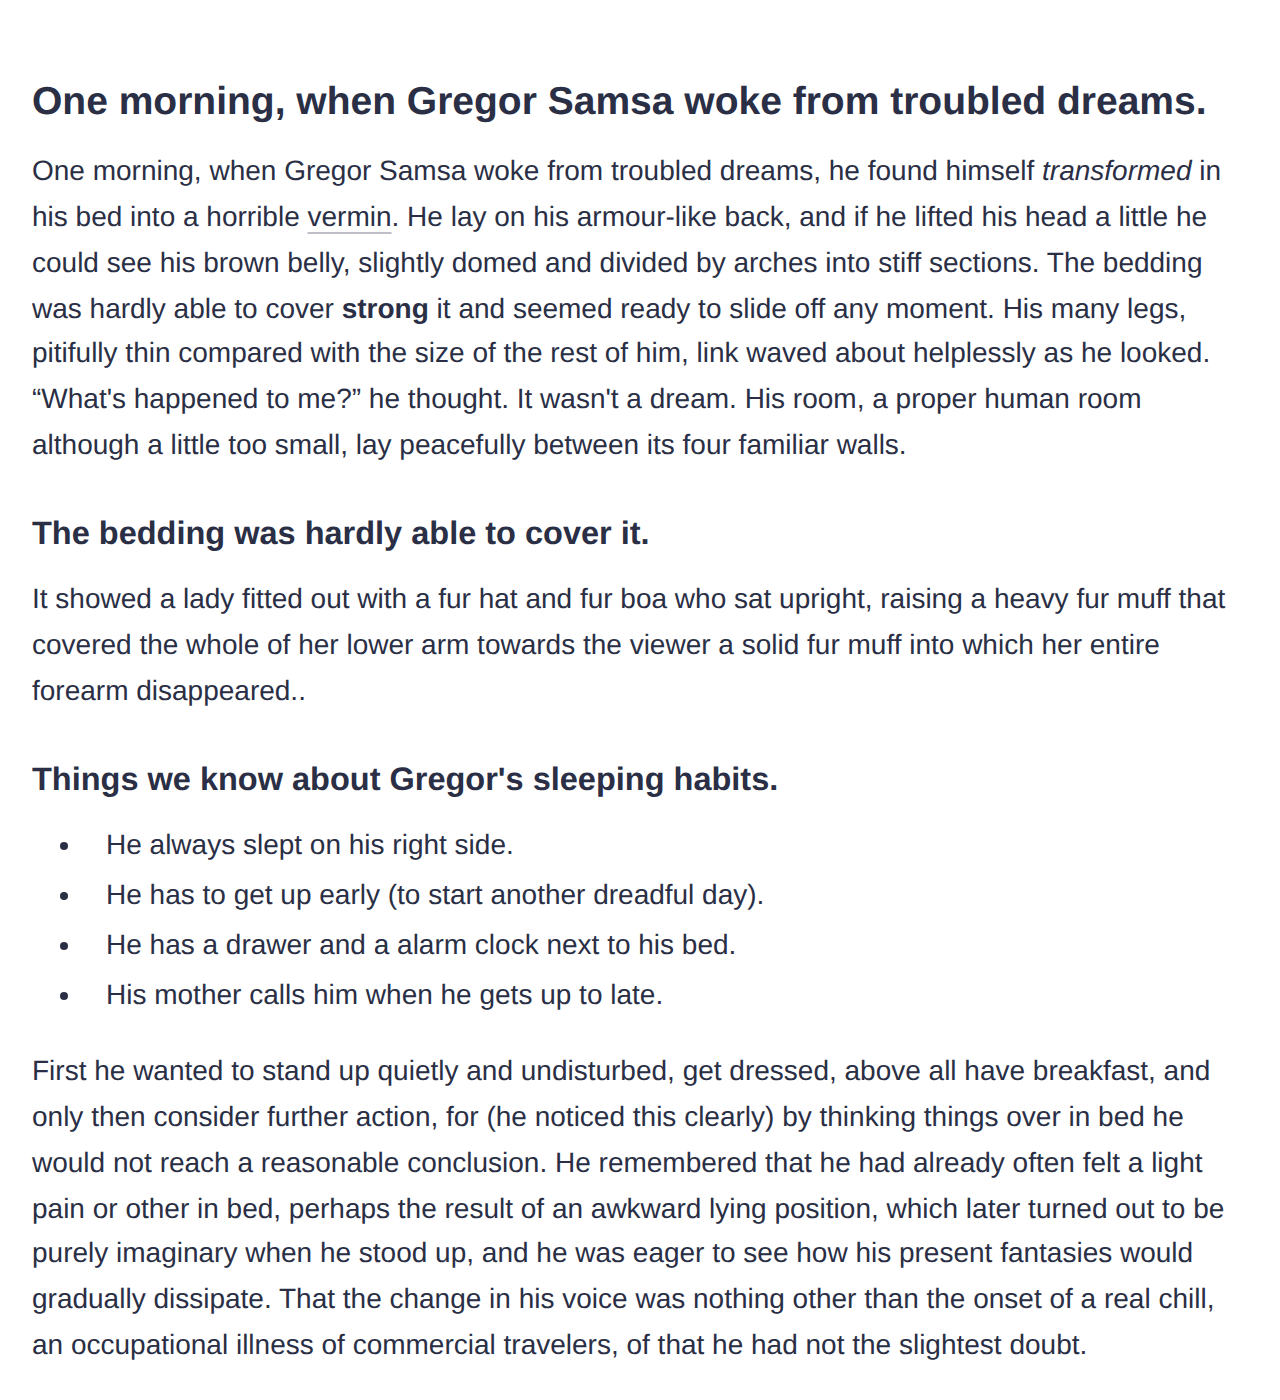 One morning, when Gregor Samsa woke from troubled dreams.
One morning, when Gregor Samsa woke from troubled dreams, he found himself transformed in
his bed into a horrible vermin. He lay on his armour-like back, and if he lifted his head a little he
could see his brown belly, slightly domed and divided by arches into stiff sections. The bedding
was hardly able to cover strong it and seemed ready to slide off any moment. His many legs,
pitifully thin compared with the size of the rest of him, link waved about helplessly as he looked.
“What's happened to me?” he thought. It wasn't a dream. His room, a proper human room
although a little too small, lay peacefully between its four familiar walls.
The bedding was hardly able to cover it.
It showed a lady fitted out with a fur hat and fur boa who sat upright, raising a heavy fur muff that
covered the whole of her lower arm towards the viewer a solid fur muff into which her entire
forearm disappeared..
Things we know about Gregor's sleeping habits.
• He always slept on his right side.
• He has to get up early (to start another dreadful day).
• He has a drawer and a alarm clock next to his bed.
• His mother calls him when he gets up to late.
First he wanted to stand up quietly and undisturbed, get dressed, above all have breakfast, and
only then consider further action, for (he noticed this clearly) by thinking things over in bed he
would not reach a reasonable conclusion. He remembered that he had already often felt a light
pain or other in bed, perhaps the result of an awkward lying position, which later turned out to be
purely imaginary when he stood up, and he was eager to see how his present fantasies would
gradually dissipate. That the change in his voice was nothing other than the onset of a real chill,
an occupational illness of commercial travelers, of that he had not the slightest doubt.